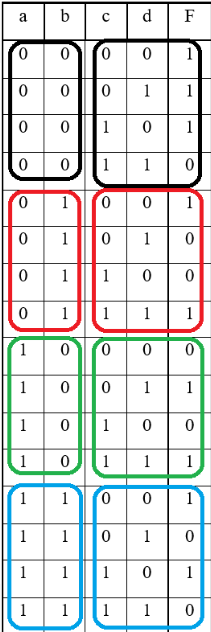 a b c d F
0 0 0 0 1
0 0 0 1 1
0 0 1 0 1
0 0 1 1 0
0 1 0 0 1
0 1 0 1 0
0 1 1 0 0
0 1 1 1 1
1 0 0 0 0
1 0 0 1 1
1 0 1 0 0
1 0 1 1 1
1 1 0 0 1
1 1 0 1 0
1 1 1 0 1
1 1 1 1 0